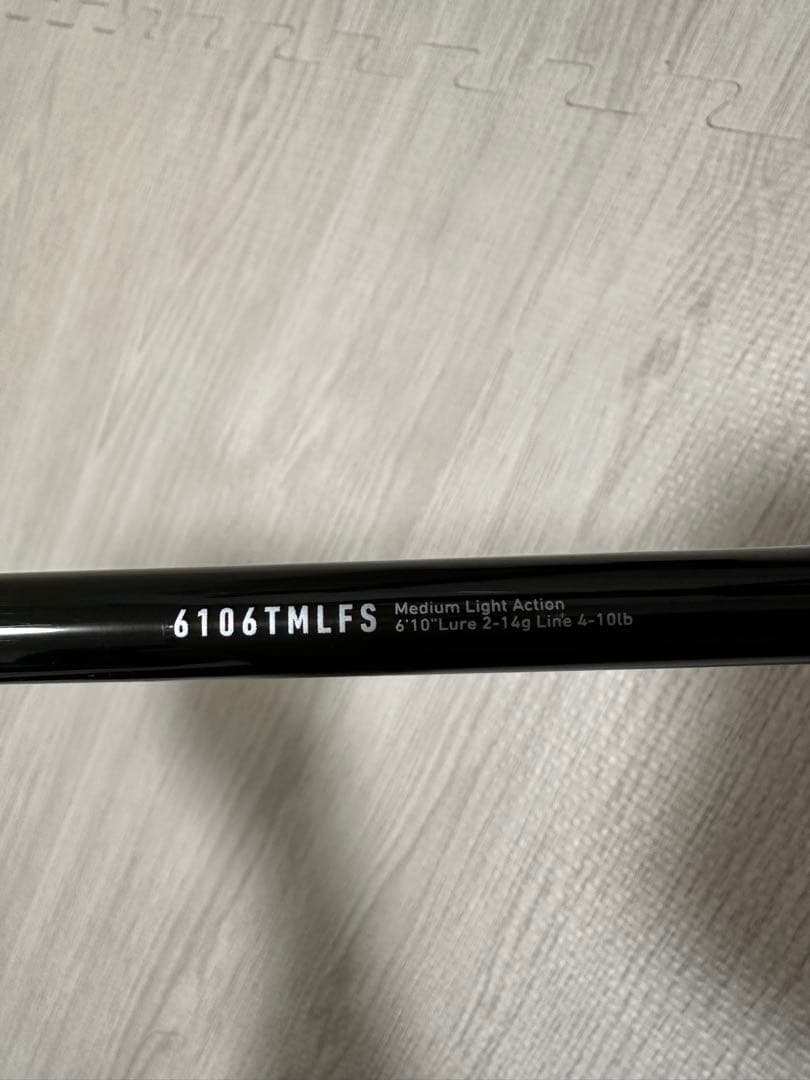 6106TMLFS
Medium Light Action
6'10"Lure 2-14g Line 4-10lb